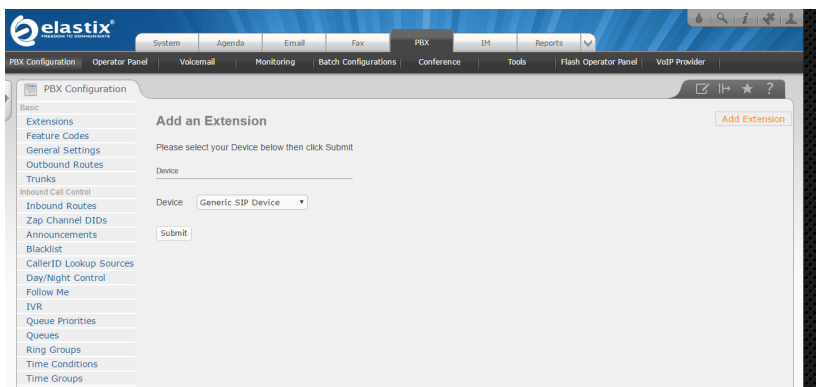 elastix®
FREEDOM TO COMMUNICATE
System Agenda Email Fax PBX IM Reports
PBX Configuration Operator Panel Voicemail Monitoring Batch Configurations Conference Tools Flash Operator Panel VoIP Provider
PBX Configuration
Basic
Extensions
Feature Codes
General Settings
Outbound Routes
Trunks
Inbound Call Control
Inbound Routes
Zap Channel DIDs
Announcements
Blacklist
CallerID Lookup Sources
Day/Night Control
Follow Me
IVR
Queue Priorities
Queues
Ring Groups
Time Conditions
Time Groups
Add an Extension
Add Extension
Please select your Device below then click Submit
Device
Device Generic SIP Device
Submit